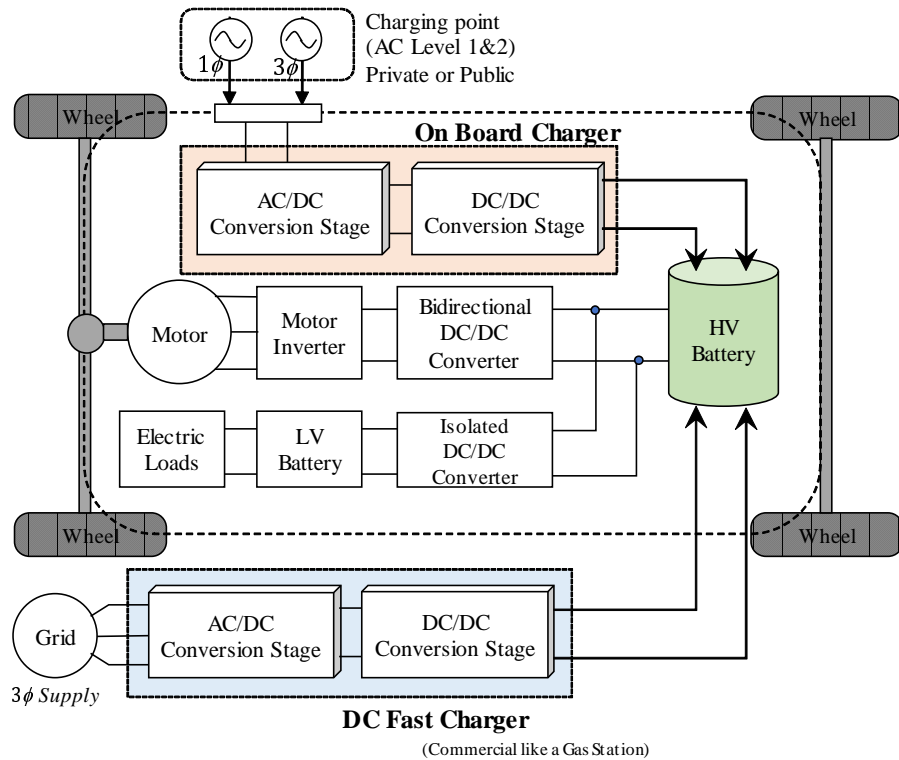 Charging point
(AC Level 1&2)
Private or Public
1ϕ
3ϕ
Wheel
Wheel
On Board Charger
AC/DC
Conversion Stage
DC/DC
Conversion Stage
Motor
Motor
Inverter
Bidirectional
DC/DC
Converter
HV
Battery
Electric
Loads
LV
Battery
Isolated
DC/DC
Converter
Wheel
Wheel
Grid
3ϕ Supply
AC/DC
Conversion Stage
DC/DC
Conversion Stage
DC Fast Charger
(Commercial like a Gas Station)